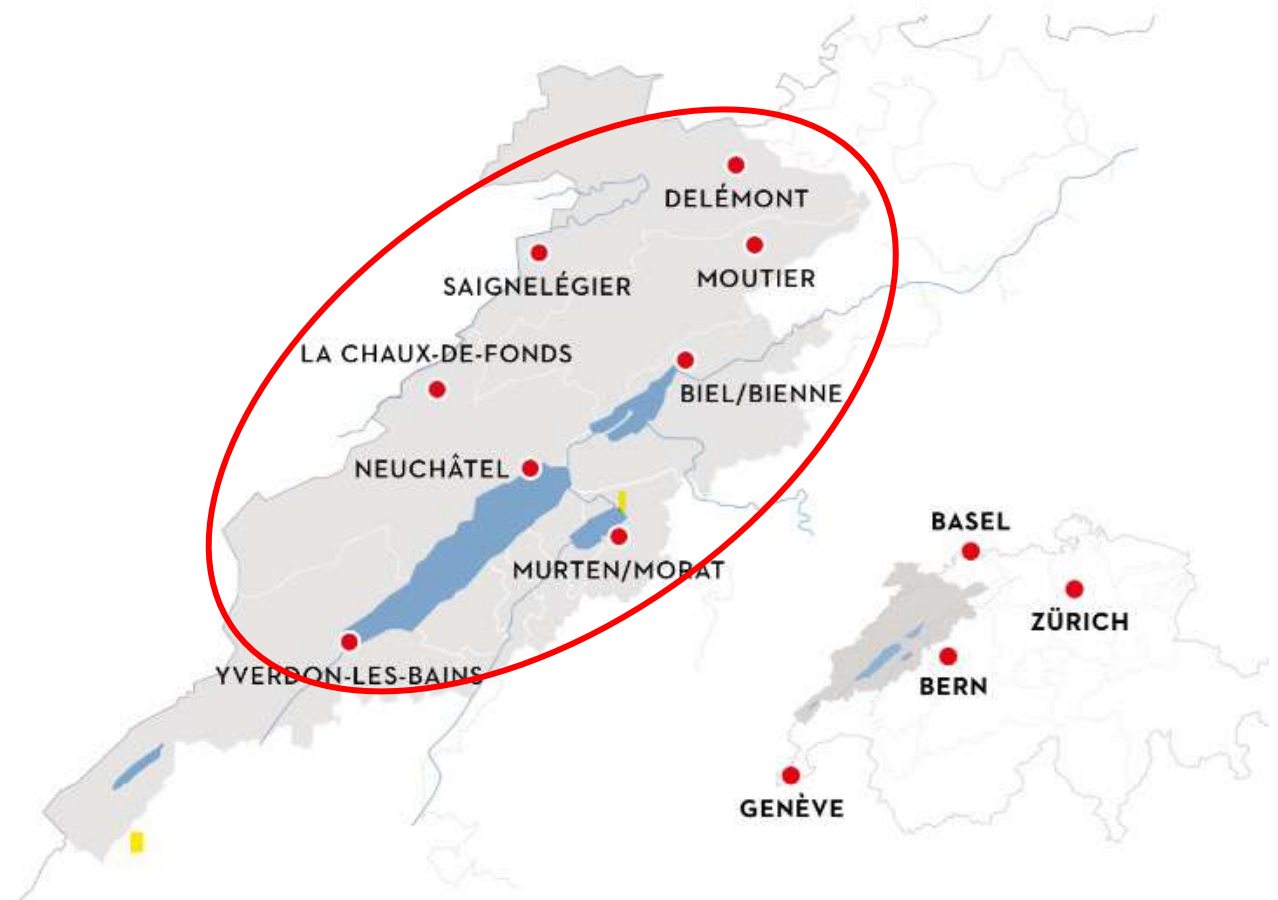 DELÉMONT
MOUTIER
SAIGNELÉGIER
LA CHAUX-DE-FONDS
BIEL/BIENNE
NEUCHÂTEL
MURTEN/MORAT
YVERDON-LES-BAINS
BASEL
ZÜRICH
BERN
GENÈVE